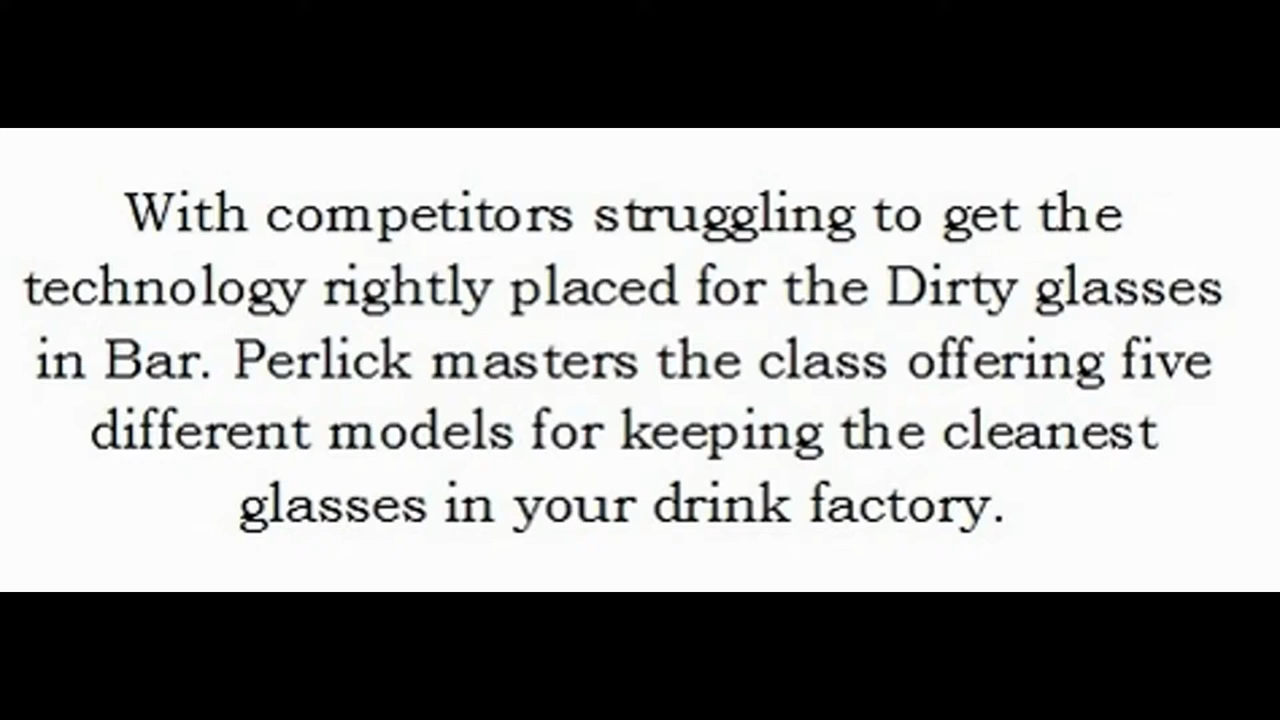 With competitors struggling to get the
technology rightly placed for the Dirty glasses
in Bar. Perlick masters the class offering five
different models for keeping the cleanest
glasses in your drink factory.